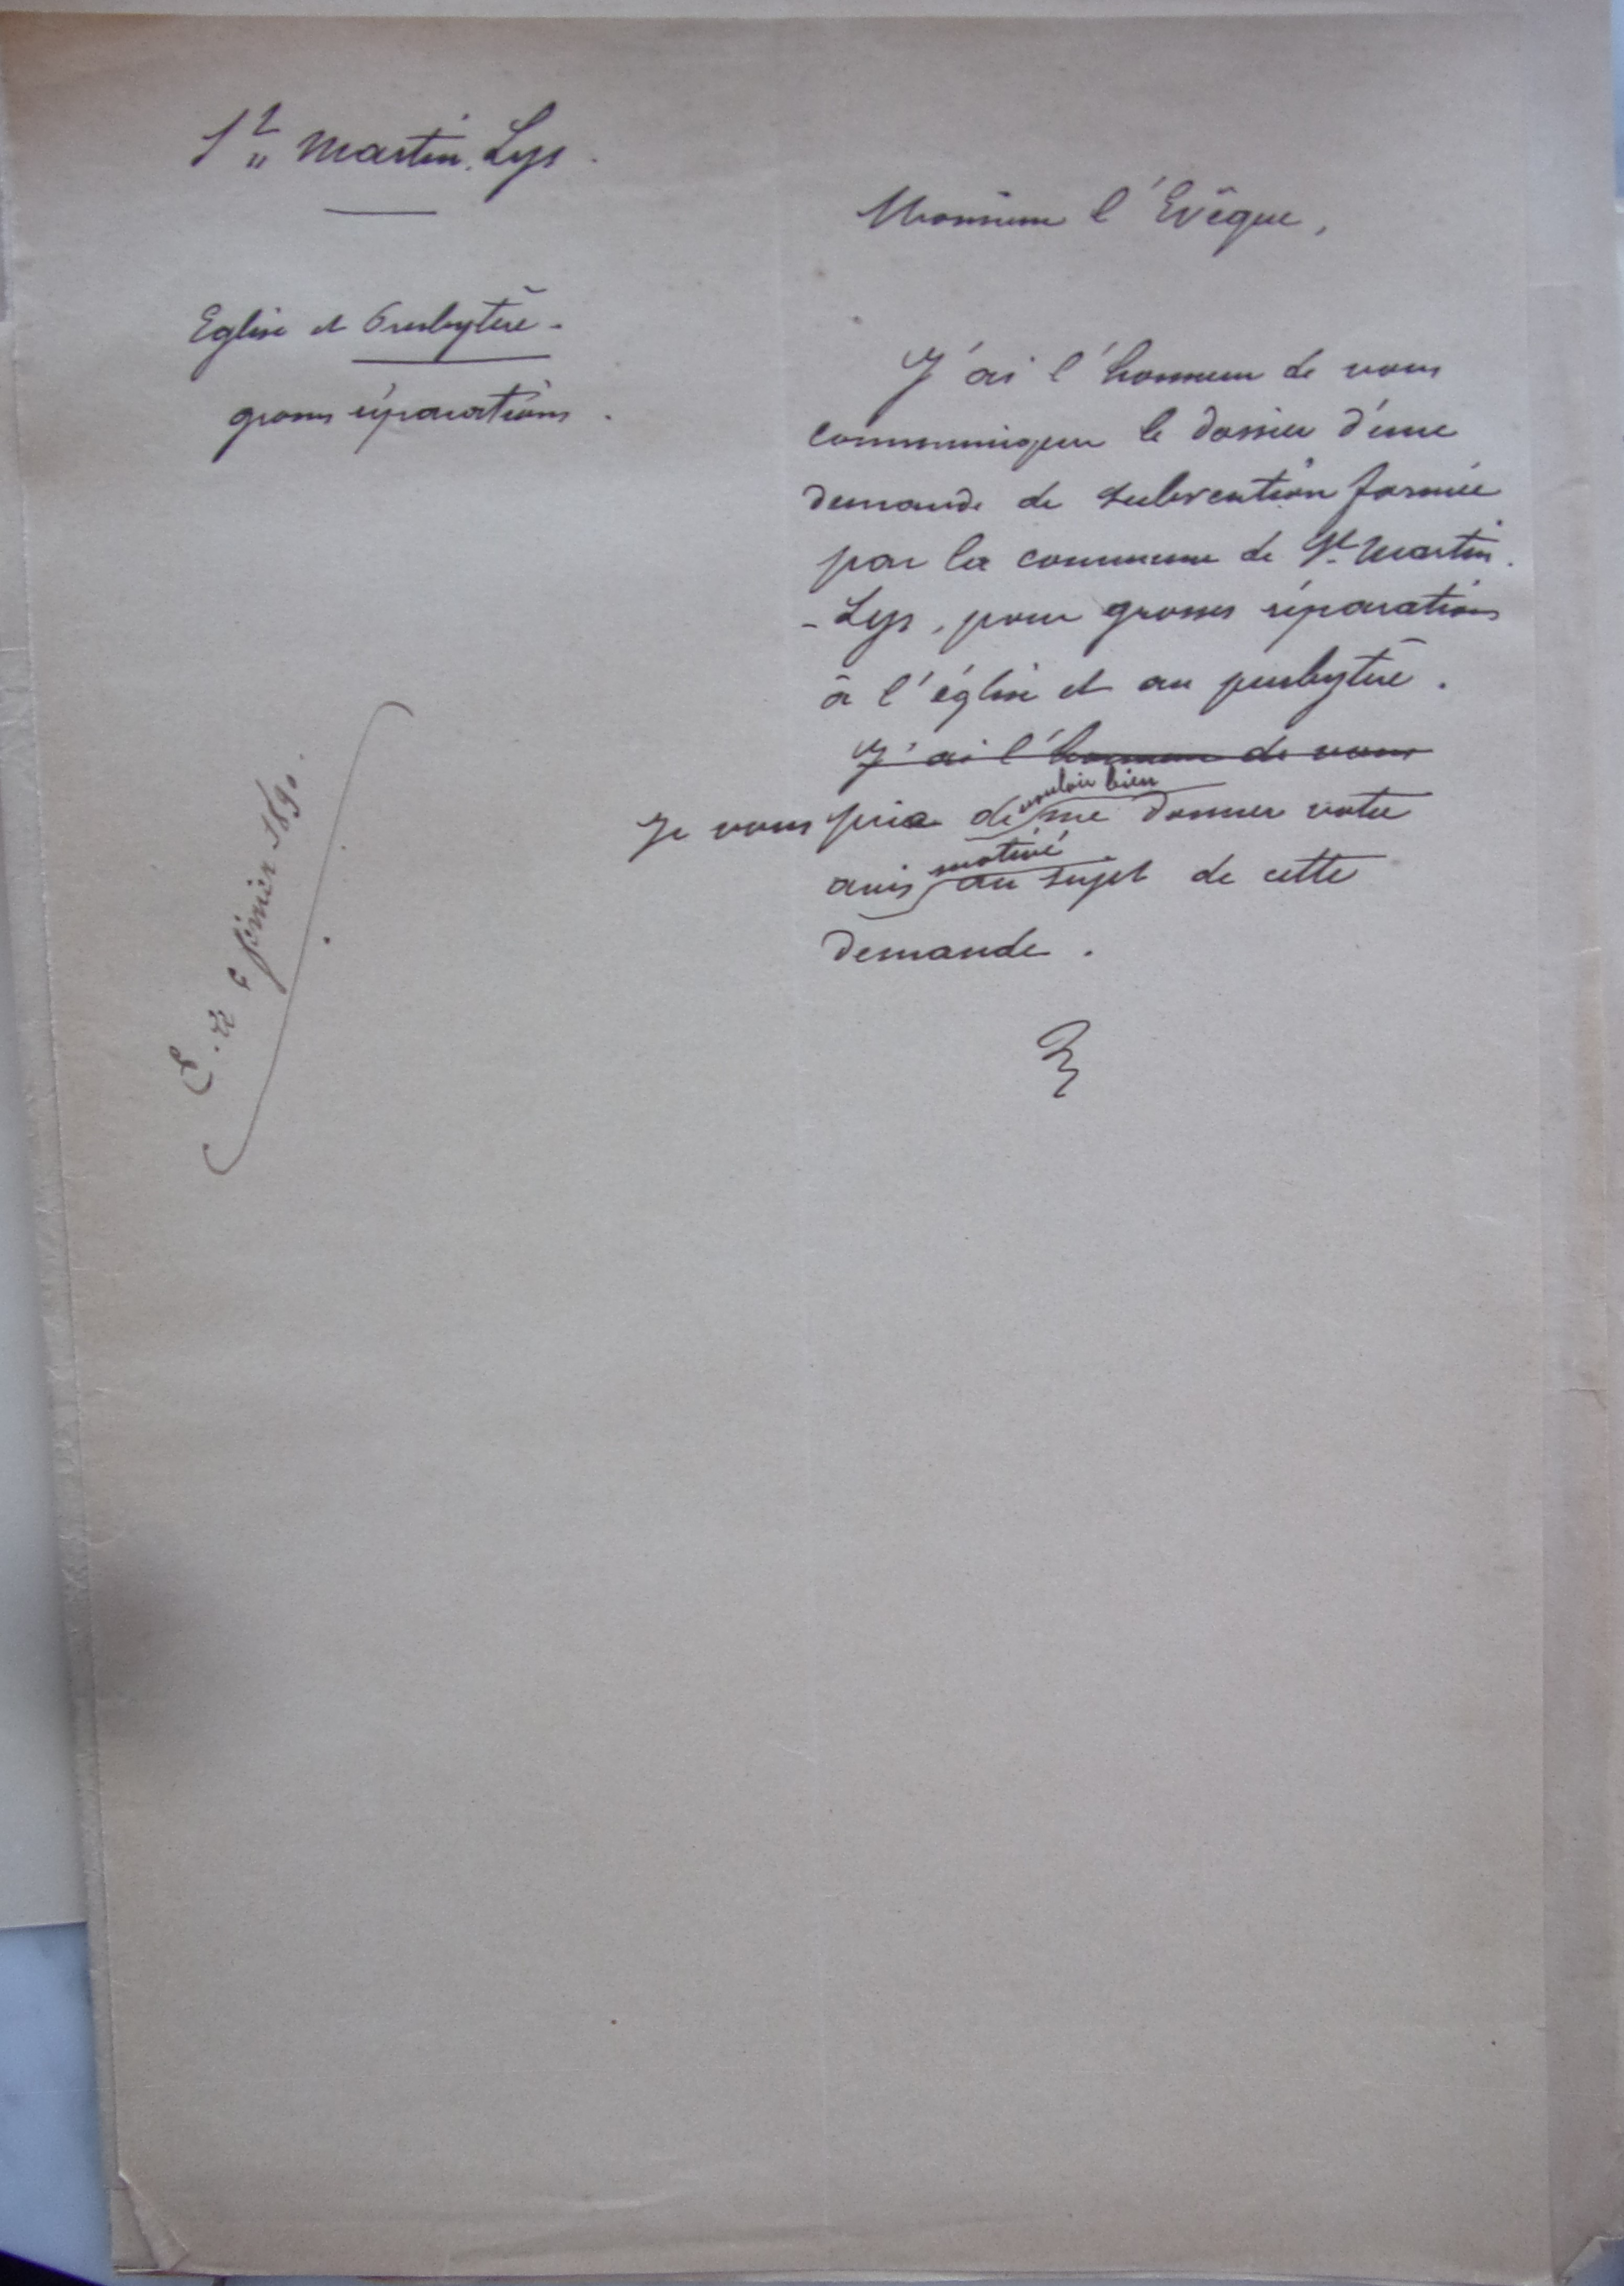 St Martin Lys.
Eglise et Presbytère.
grosses réparations.
Monsieur l'Evêque,
J'ai l'honneur de vous
communiquer le dossier d'une
demande de subvention formée
par la commune de St Martin
-Lys, pour grosses réparations
à l'église et au presbytère.
J'ai l'honneur de vous
vouloir bien
Je vous prie de me donner votre
motivé
avis au sujet de cette
demande.
février 1890.